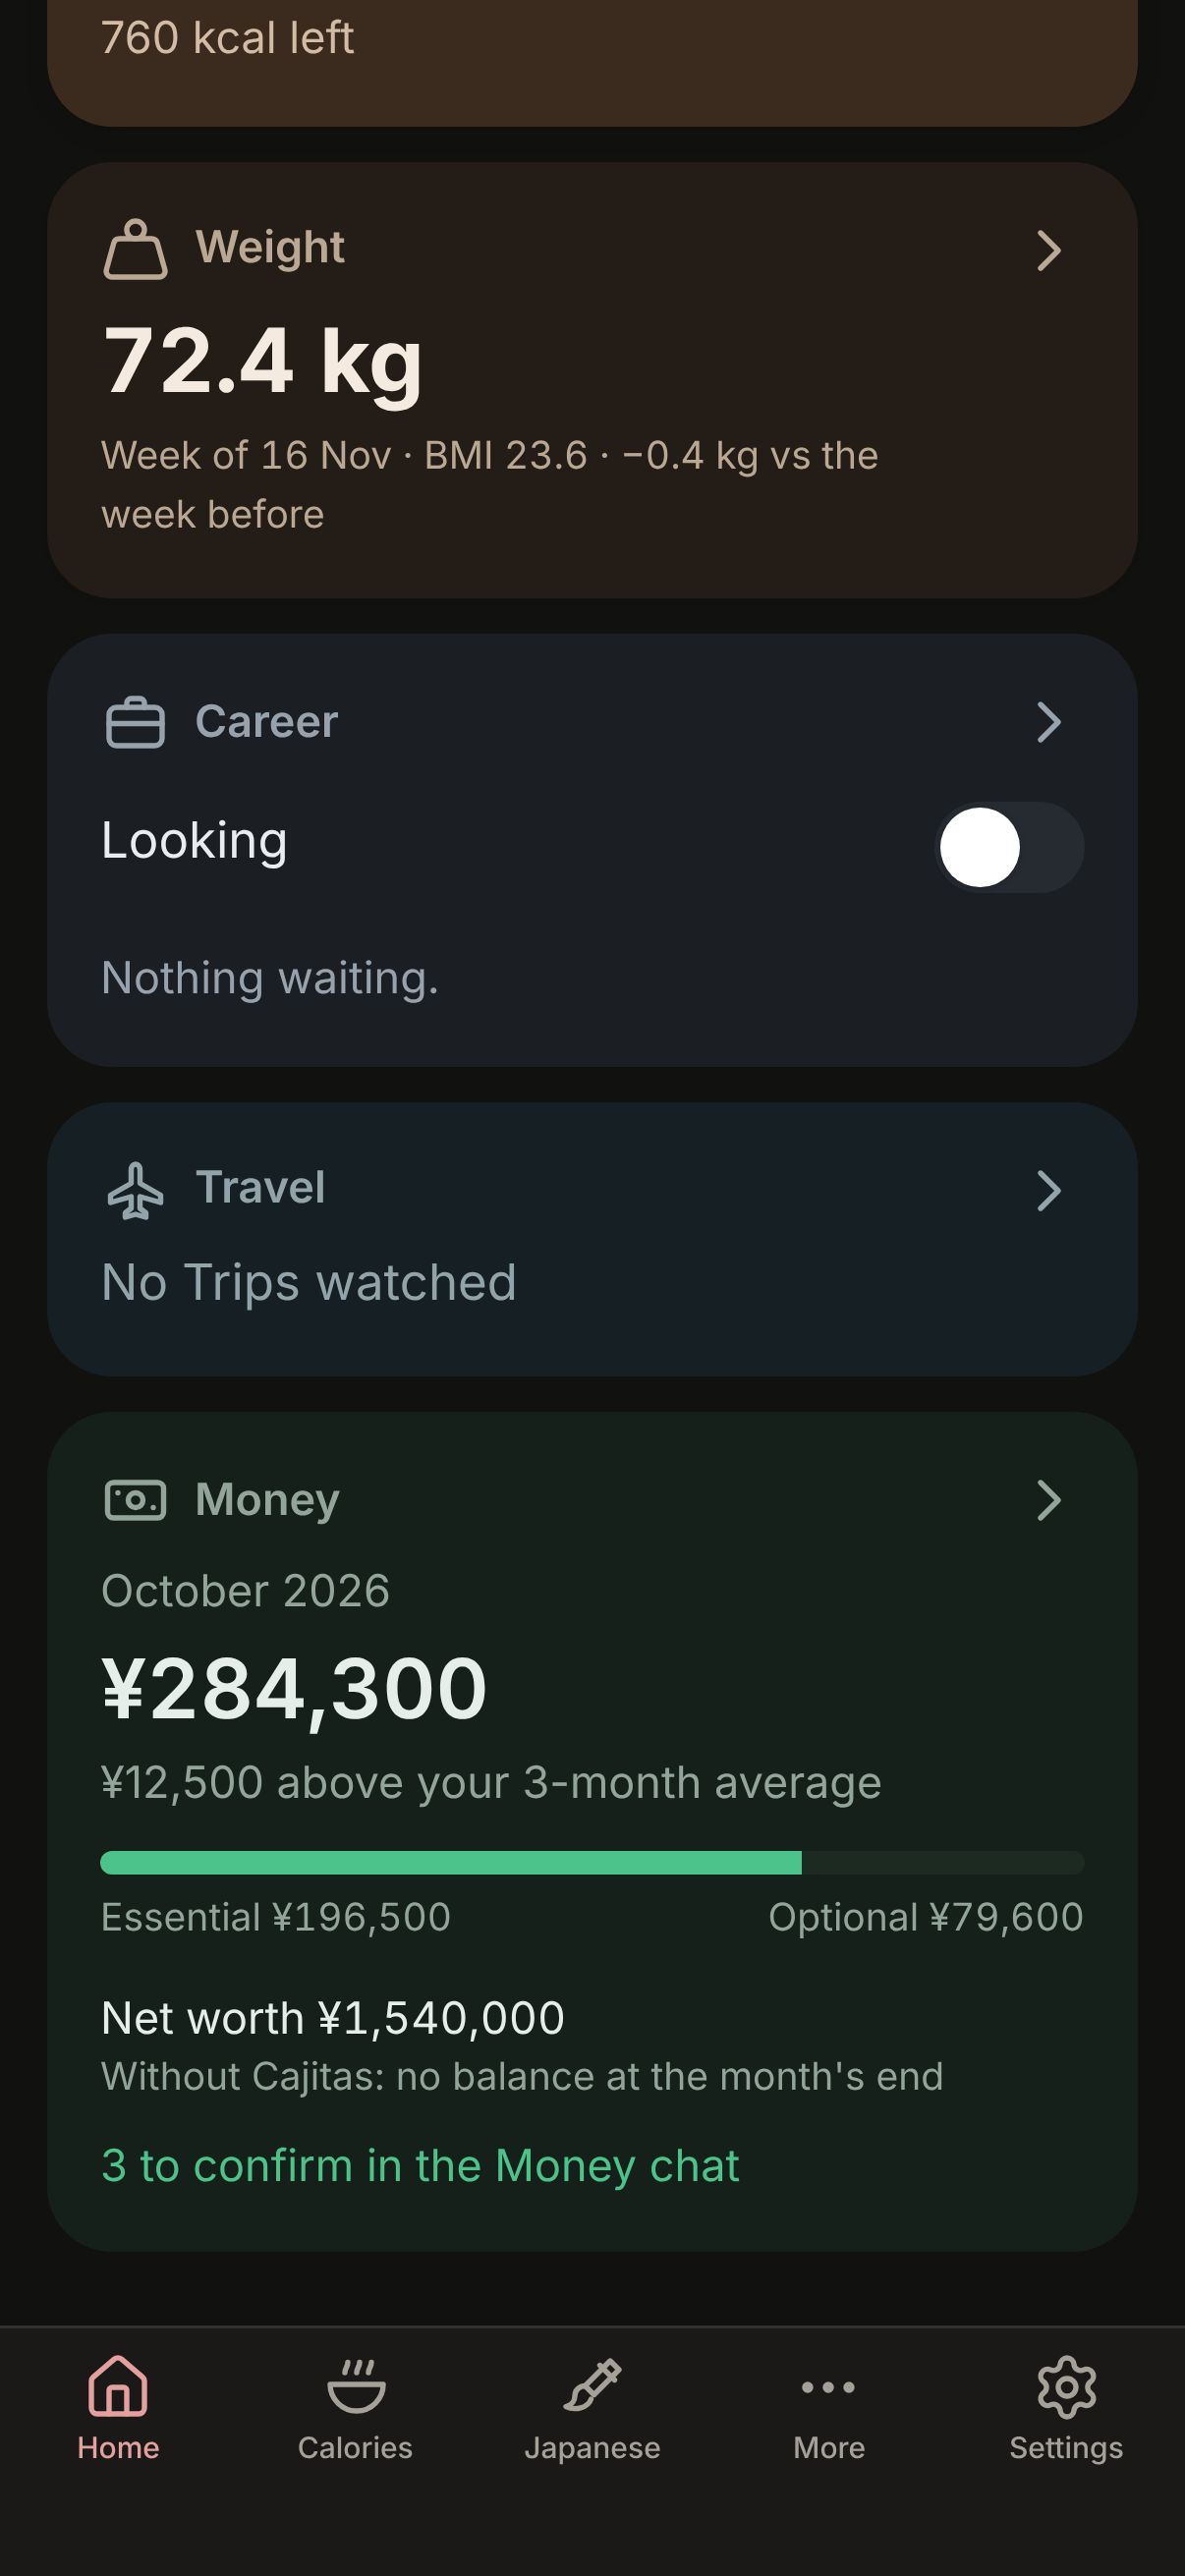 760 kcal left
Weight
72.4 kg
Week of 16 Nov · BMI 23.6 · −0.4 kg vs the
week before
Career
Looking
Nothing waiting.
Travel
No Trips watched
Money
October 2026
¥284,300
¥12,500 above your 3-month average
Essential ¥196,500
Optional ¥79,600
Net worth ¥1,540,000
Without Cajitas: no balance at the month's end
3 to confirm in the Money chat
Home
Calories
Japanese
More
Settings